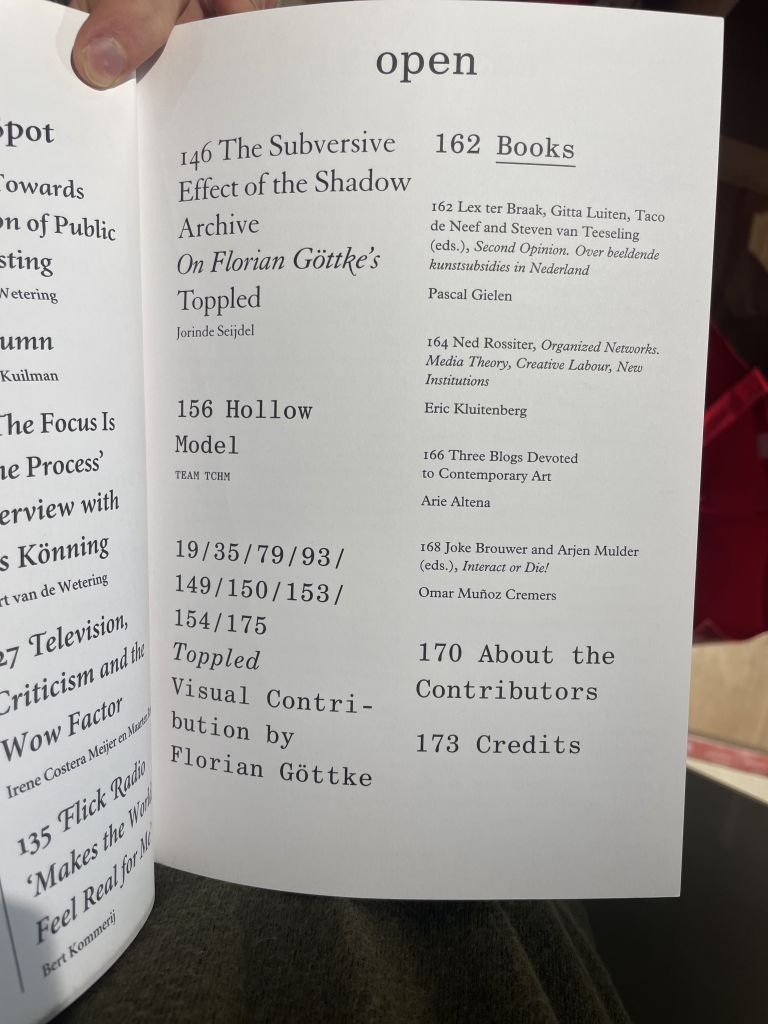 Spot
Towards
of Public
Wetering
Kuilman
The Focus Is
Process'
with
Könning
van de Wetering
27 Television,
Criticism and the
Wow Factor
Irene Costera Meijer en
135 Flick Radio
'Makes the World
Feel Real for Me'
Bert Kommerij
open
146 The Subversive
Effect of the Shadow
Archive
On Florian Göttke's
Toppled
Jorinde Seijdel
156 Hollow
Model
TEAM TCHM
19/35/79/93/
149/150/153/
154/175
Toppled
Visual Contri-
bution by
Florian Göttke
162 Books
162 Lex ter Braak, Gitta Luiten, Taco
de Neef and Steven van Teeseling
(eds.), Second Opinion. Over beeldende
kunstsubsidies in Nederland
Pascal Gielen
164 Ned Rossiter, Organized Networks.
Media Theory, Creative Labour, New
Institutions
Eric Kluitenberg
166 Three Blogs Devoted
to Contemporary Art
Arie Altena
168 Joke Brouwer and Arjen Mulder
(eds.), Interact or Die!
Omar Muñoz Cremers
170 About the
Contributors
173 Credits